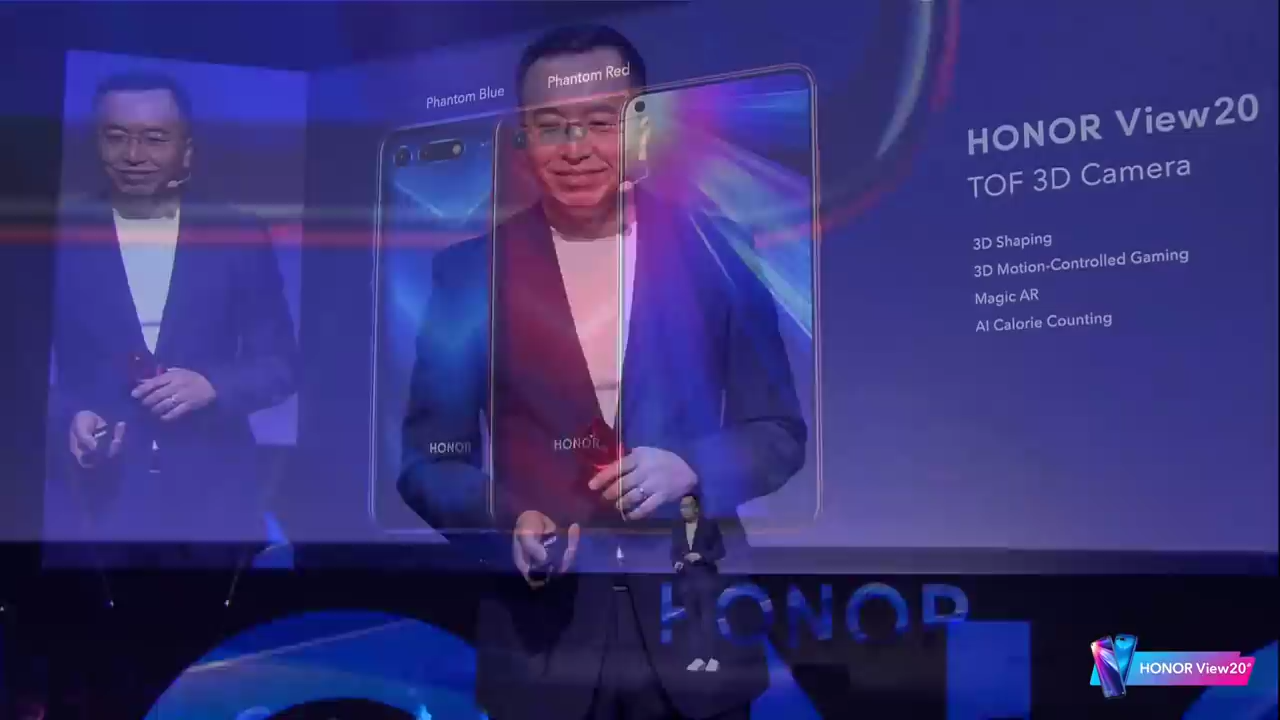 Phantom Blue
Phantom Red
HONOR View20
TOF 3D Camera
3D Shaping
3D Motion-Controlled Gaming
Magic AR
AI Calorie Counting
HONOR
HONOR
HONOR
HONOR View20